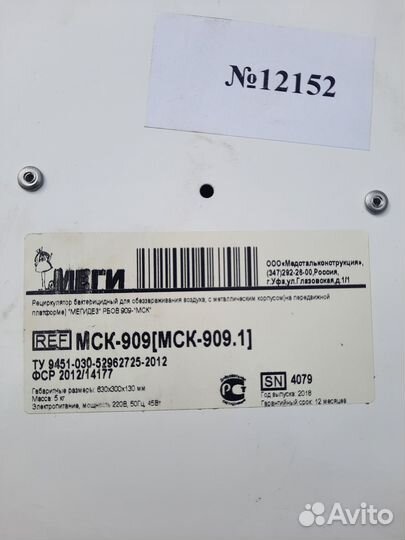 №12152
МЕГИ
ООО«Медстальконструкция»,
(347)292-28-00,Россия,
г.Уфа,ул.Глазовская,д.1/1
Рециркулятор бактерицидный для обеззараживания воздуха, с металлическим корпусом(на передвижной
платформе) "МЕГИДЕЗ" РБОВ 909-"МСК"
REF МСК-909[МСК-909.1]
ТУ 9451-030-52962725-2012
ФСР 2012/14177
Габаритные размеры: 830х300х130 мм
Масса: 5 кг
Электропитание, мощность 220В, 50Гц, 45Вт
SN 4079
Год выпуска: 2018
Гарантийный срок: 12 месяцев
Avito